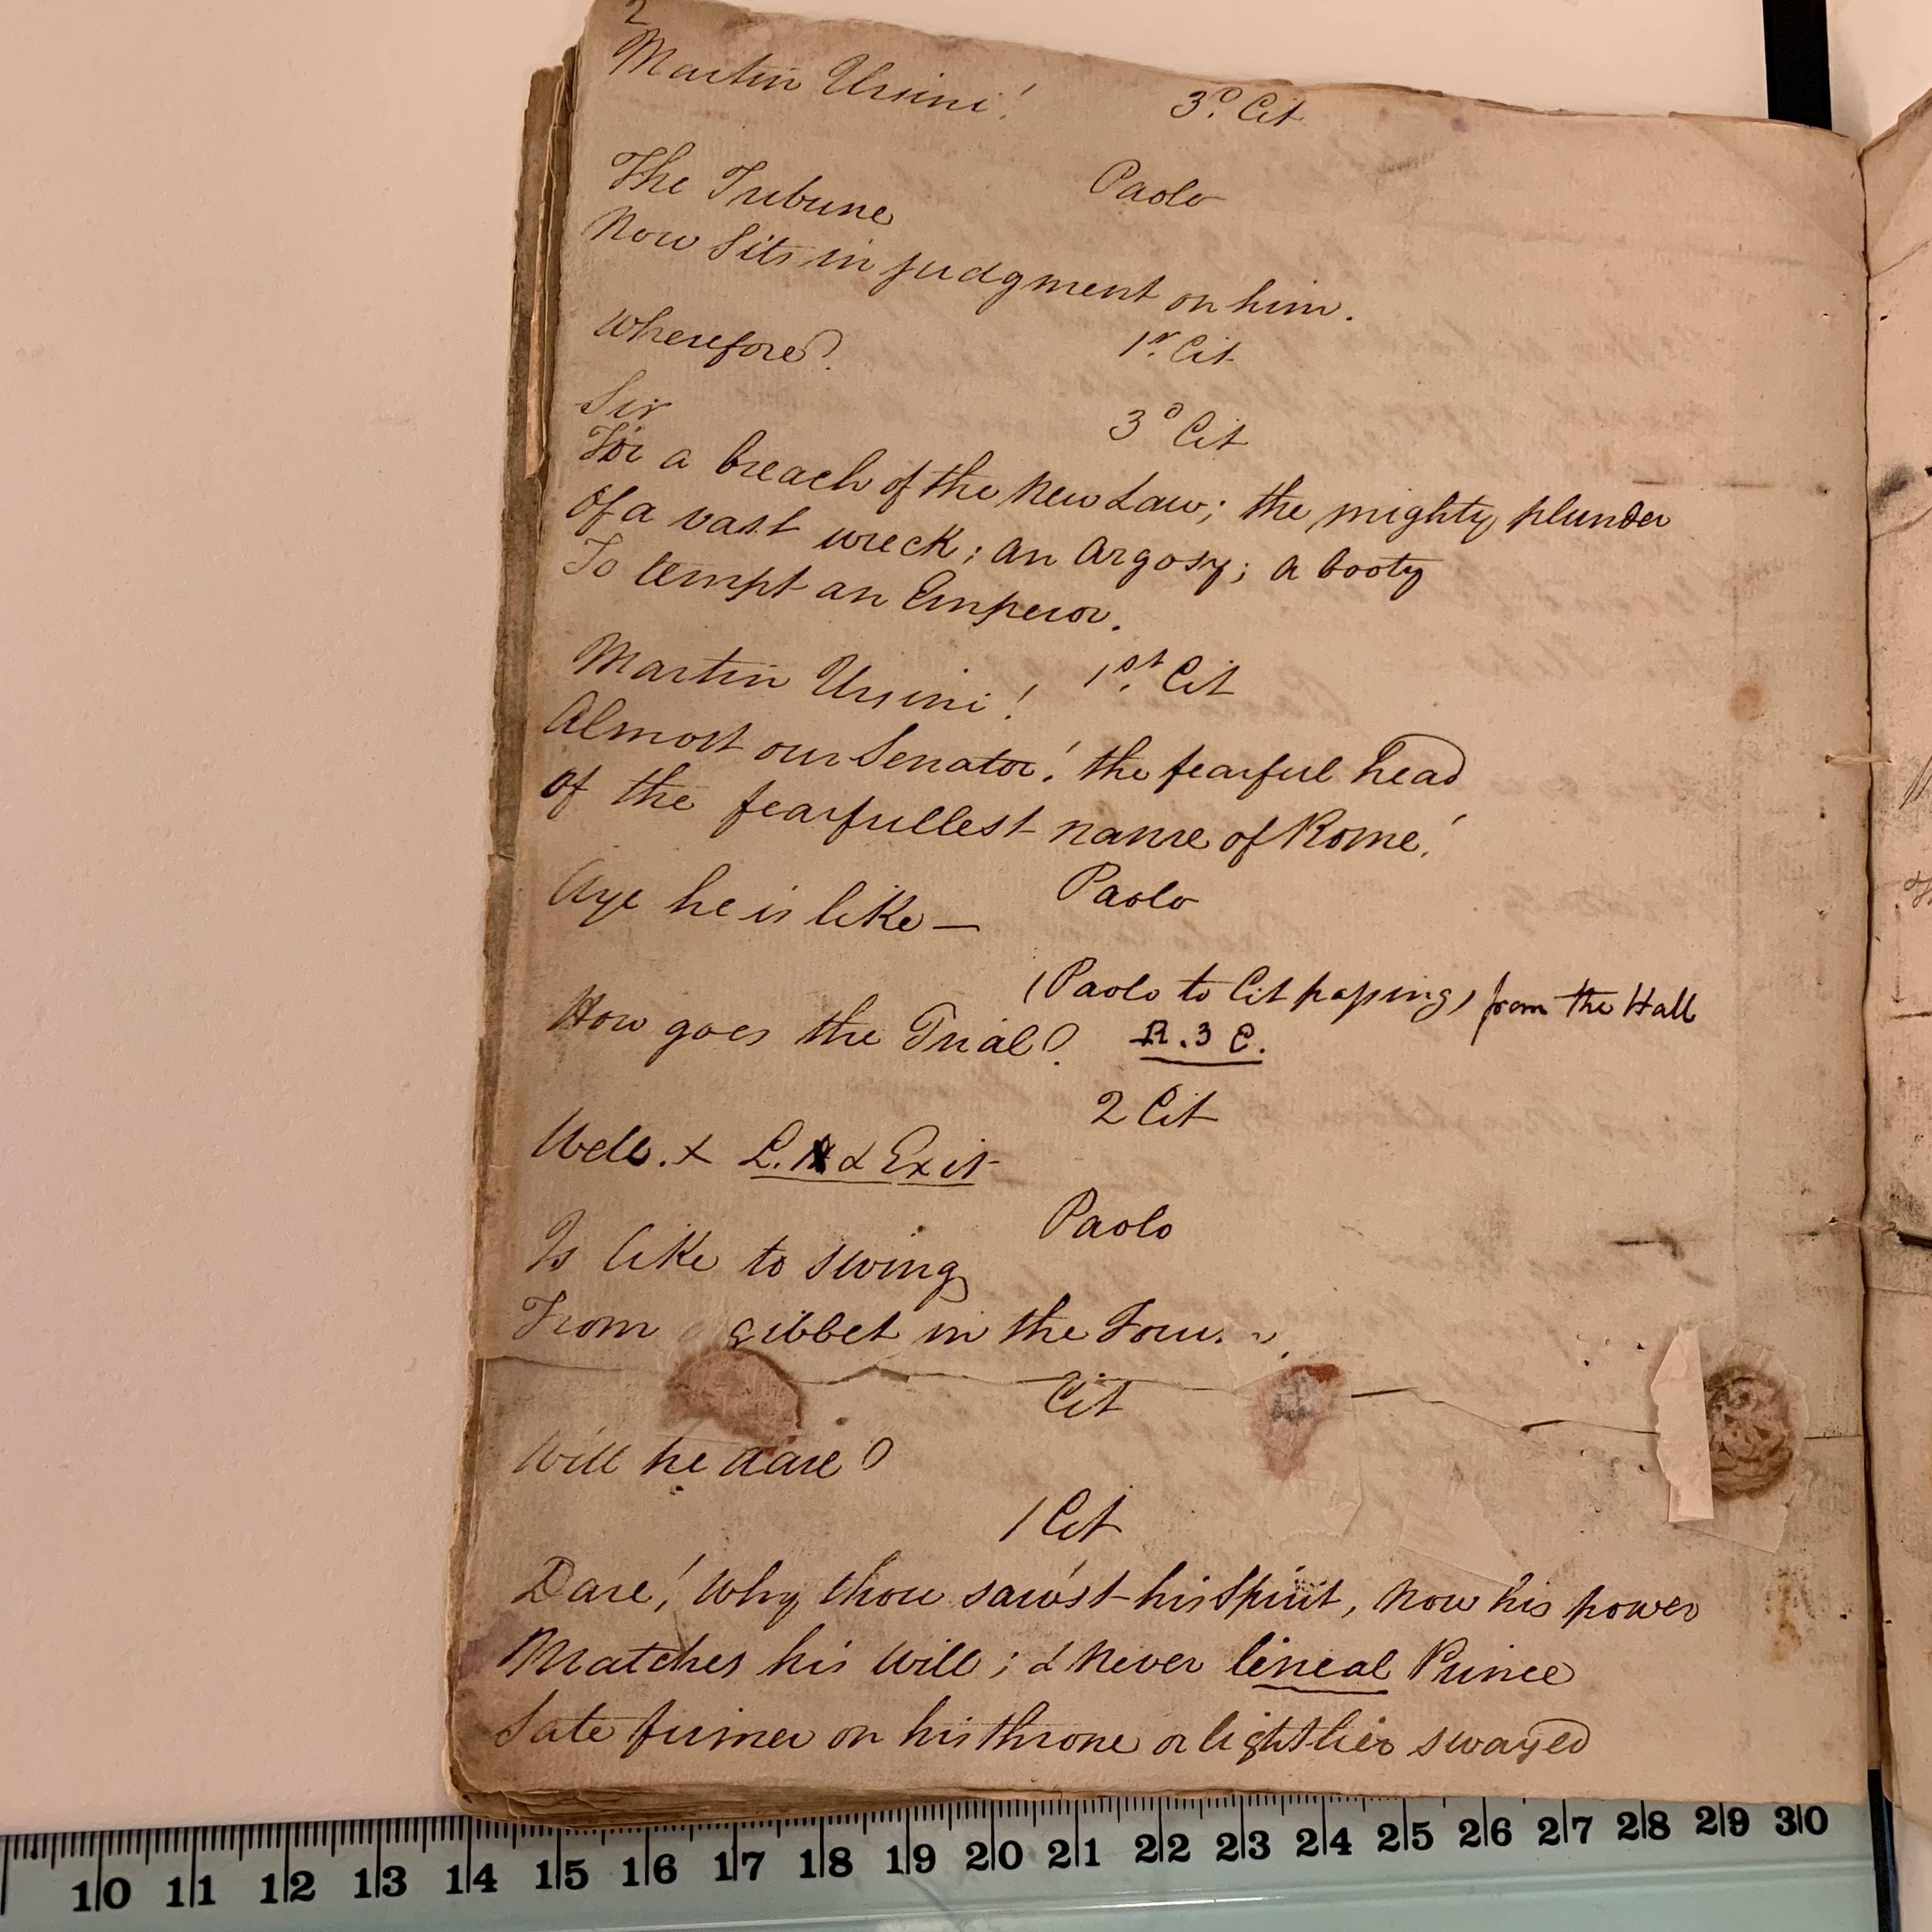 2
3d. Cit
Martin Ursini!
Paolo
The Tribune
Now Sits in judgment on him.
1st. Cit
Wherefore?
3d Cit
Sir
For a breach of the New Law; the mighty plunder
Of a vast wreck; an Argosy; a booty
To tempt an Emperor.
1st. Cit
Martin Ursini!
Almost our Senator! the fearful head
of the fearfullest name of Rome!
Paolo
Aye he is like —
(Paolo to Cit passing) from the Hall
How goes the Trial? R. 3 E.
2 Cit
Well. + L. & Exit
Paolo
Is like to swing
From gibbet in the
Cit
Will he dare?
1 Cit
Dare! Why thou saw'st his Spirit, Now his power
Matches his Will; & Never lineal Prince
Sate firmer on his throne or lightlier swayed
10 11 12 13 14 15 16 17 18 19 20 21 22 23 24 25 26 27 28 29 30